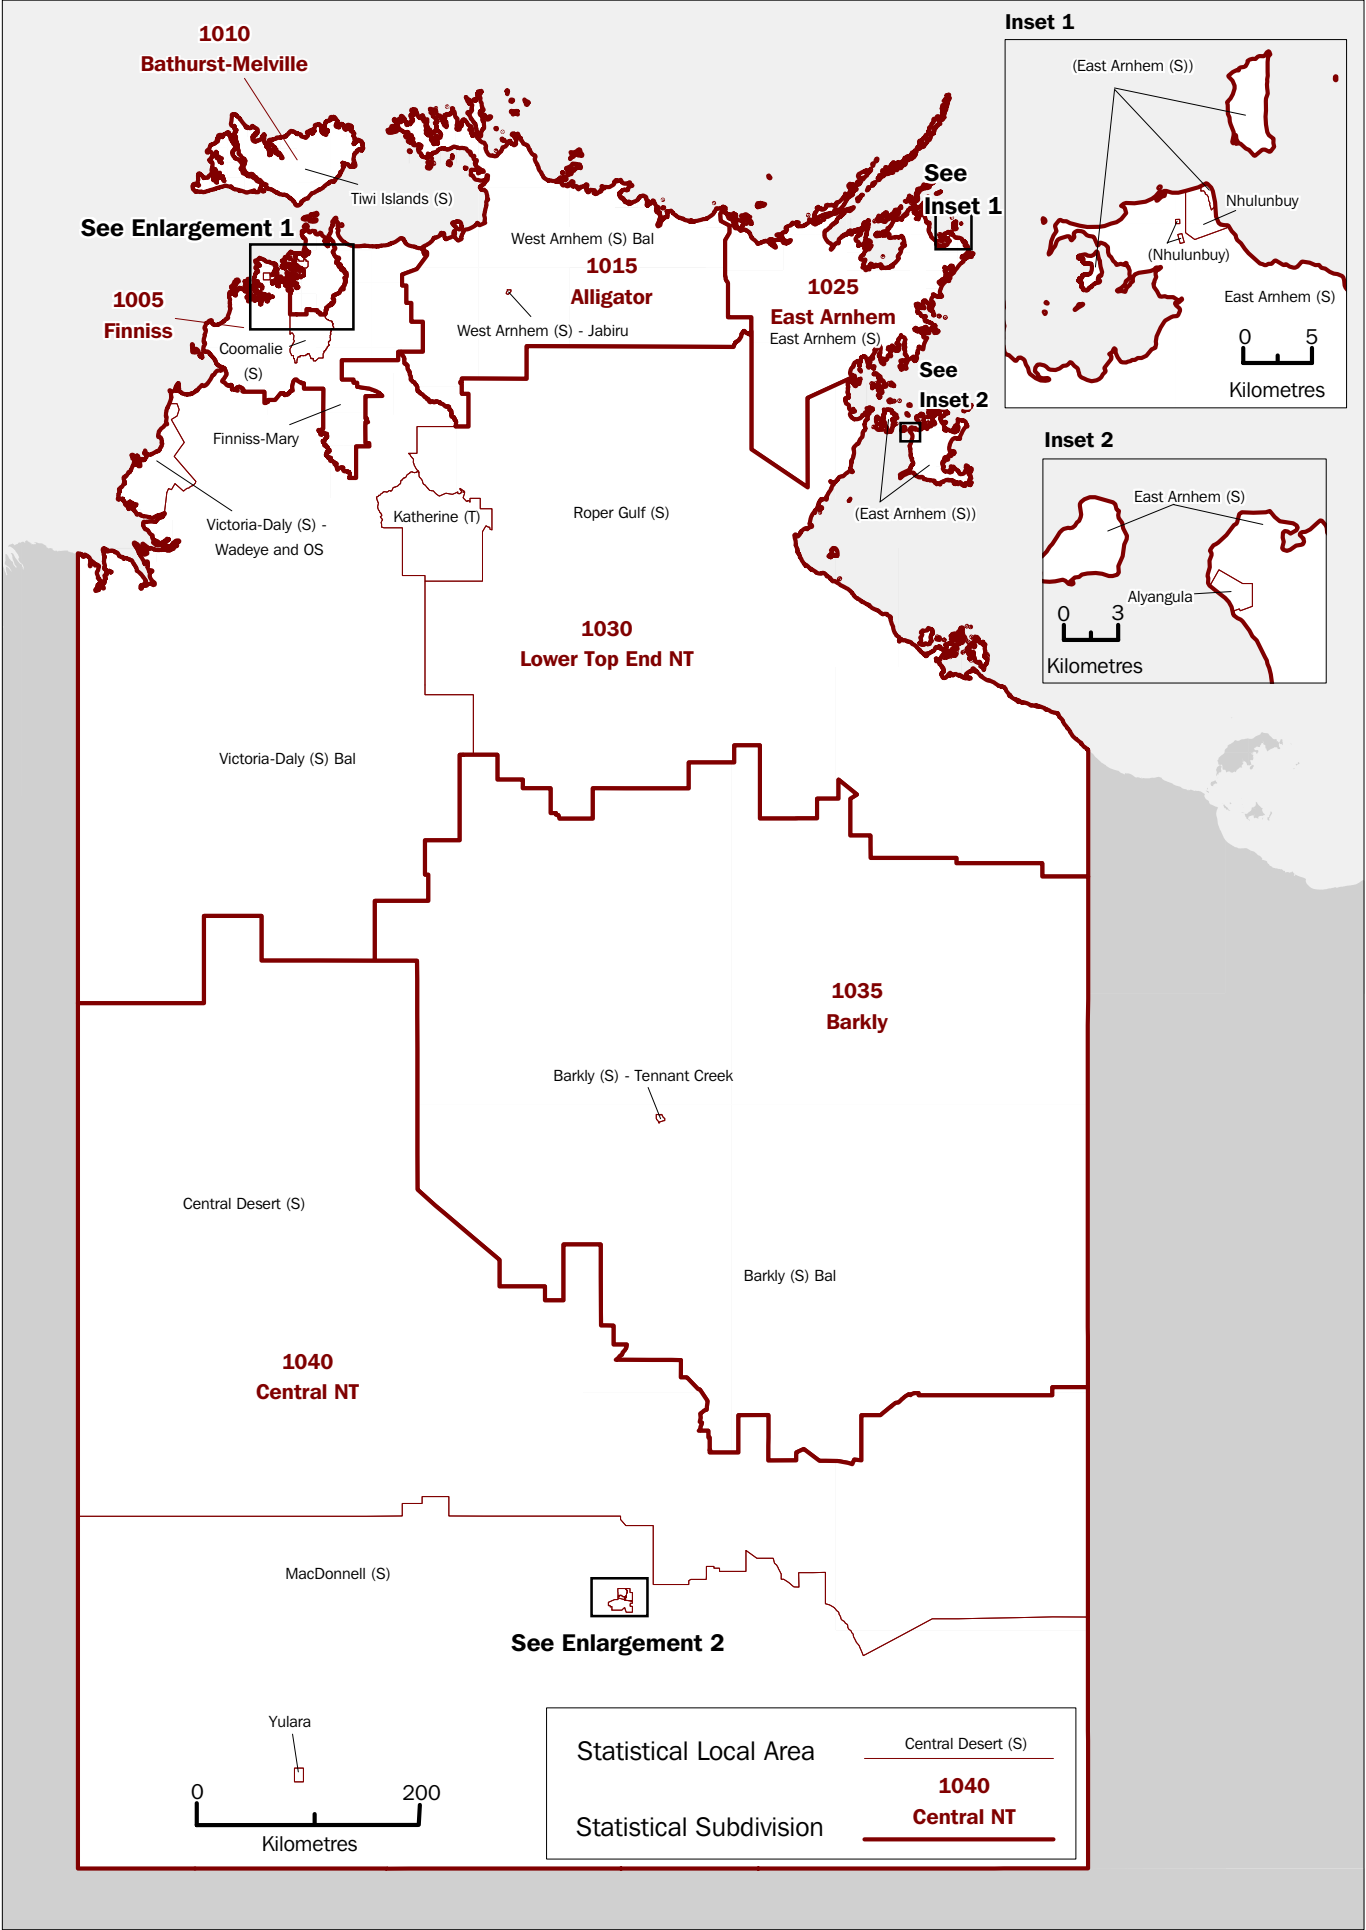 1010
Bathurst-Melville
Tiwi Islands (S)
See Enlargement 1
1005
Finniss
Coomalie
(S)
Finniss-Mary
Victoria-Daly (S) -
Wadeye and OS
West Arnhem (S) Bal
1015
Alligator
West Arnhem (S) - Jabiru
1025
East Arnhem
East Arnhem (S)
See
Inset 1
See
Inset 2
(East Arnhem (S))
Katherine (T)
Roper Gulf (S)
1030
Lower Top End NT
Victoria-Daly (S) Bal
1035
Barkly
Barkly (S) - Tennant Creek
Central Desert (S)
Barkly (S) Bal
1040
Central NT
MacDonnell (S)
See Enlargement 2
Yulara
0 200
Kilometres
Inset 1
(East Arnhem (S))
Nhulunbuy
(Nhulunbuy)
East Arnhem (S)
0 5
Kilometres
Inset 2
East Arnhem (S)
Alyangula
0 3
Kilometres
Statistical Local Area
Central Desert (S)
1040
Central NT
Statistical Subdivision